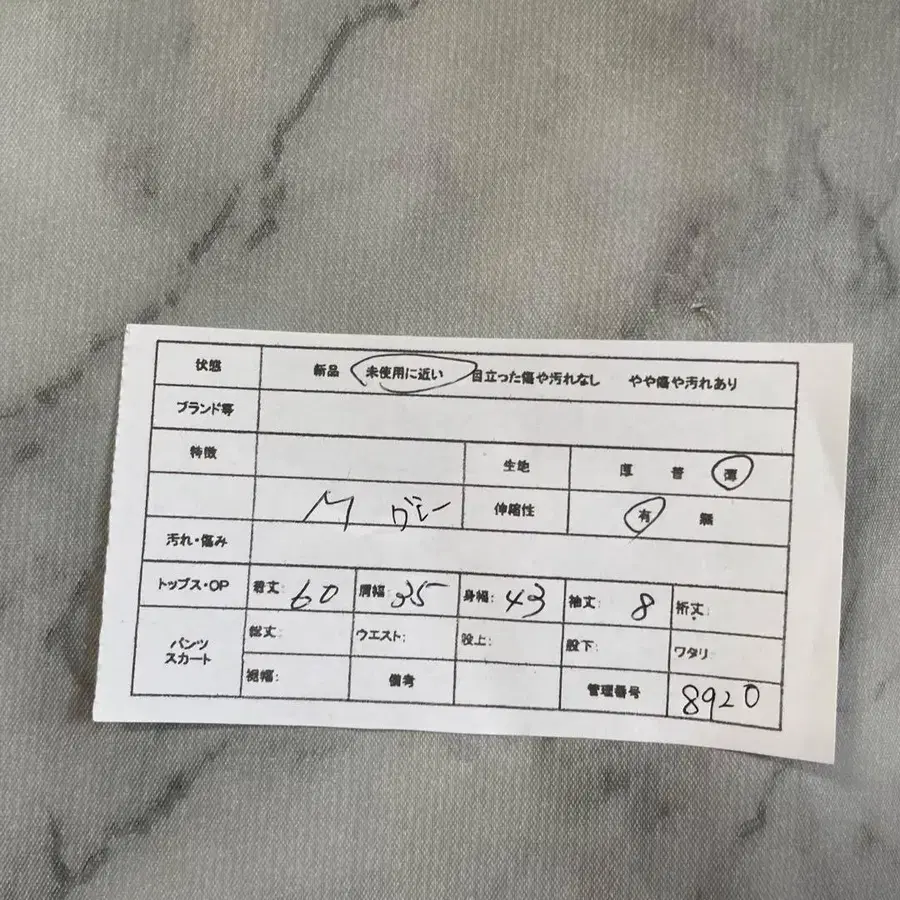 状態 新品 未使用に近い 目立った傷や汚れなし やや傷や汚れあり
ブランド等
特徴 生地 厚 普 薄
M グレー 伸縮性 有 無
汚れ・傷み
トップス・OP 着丈: 60 肩幅: 35 身幅: 43 袖丈: 8 裄丈:
パンツ 総丈: ウエスト: 股上: 股下: ワタリ:
スカート
裾幅: 備考 管理番号 8920